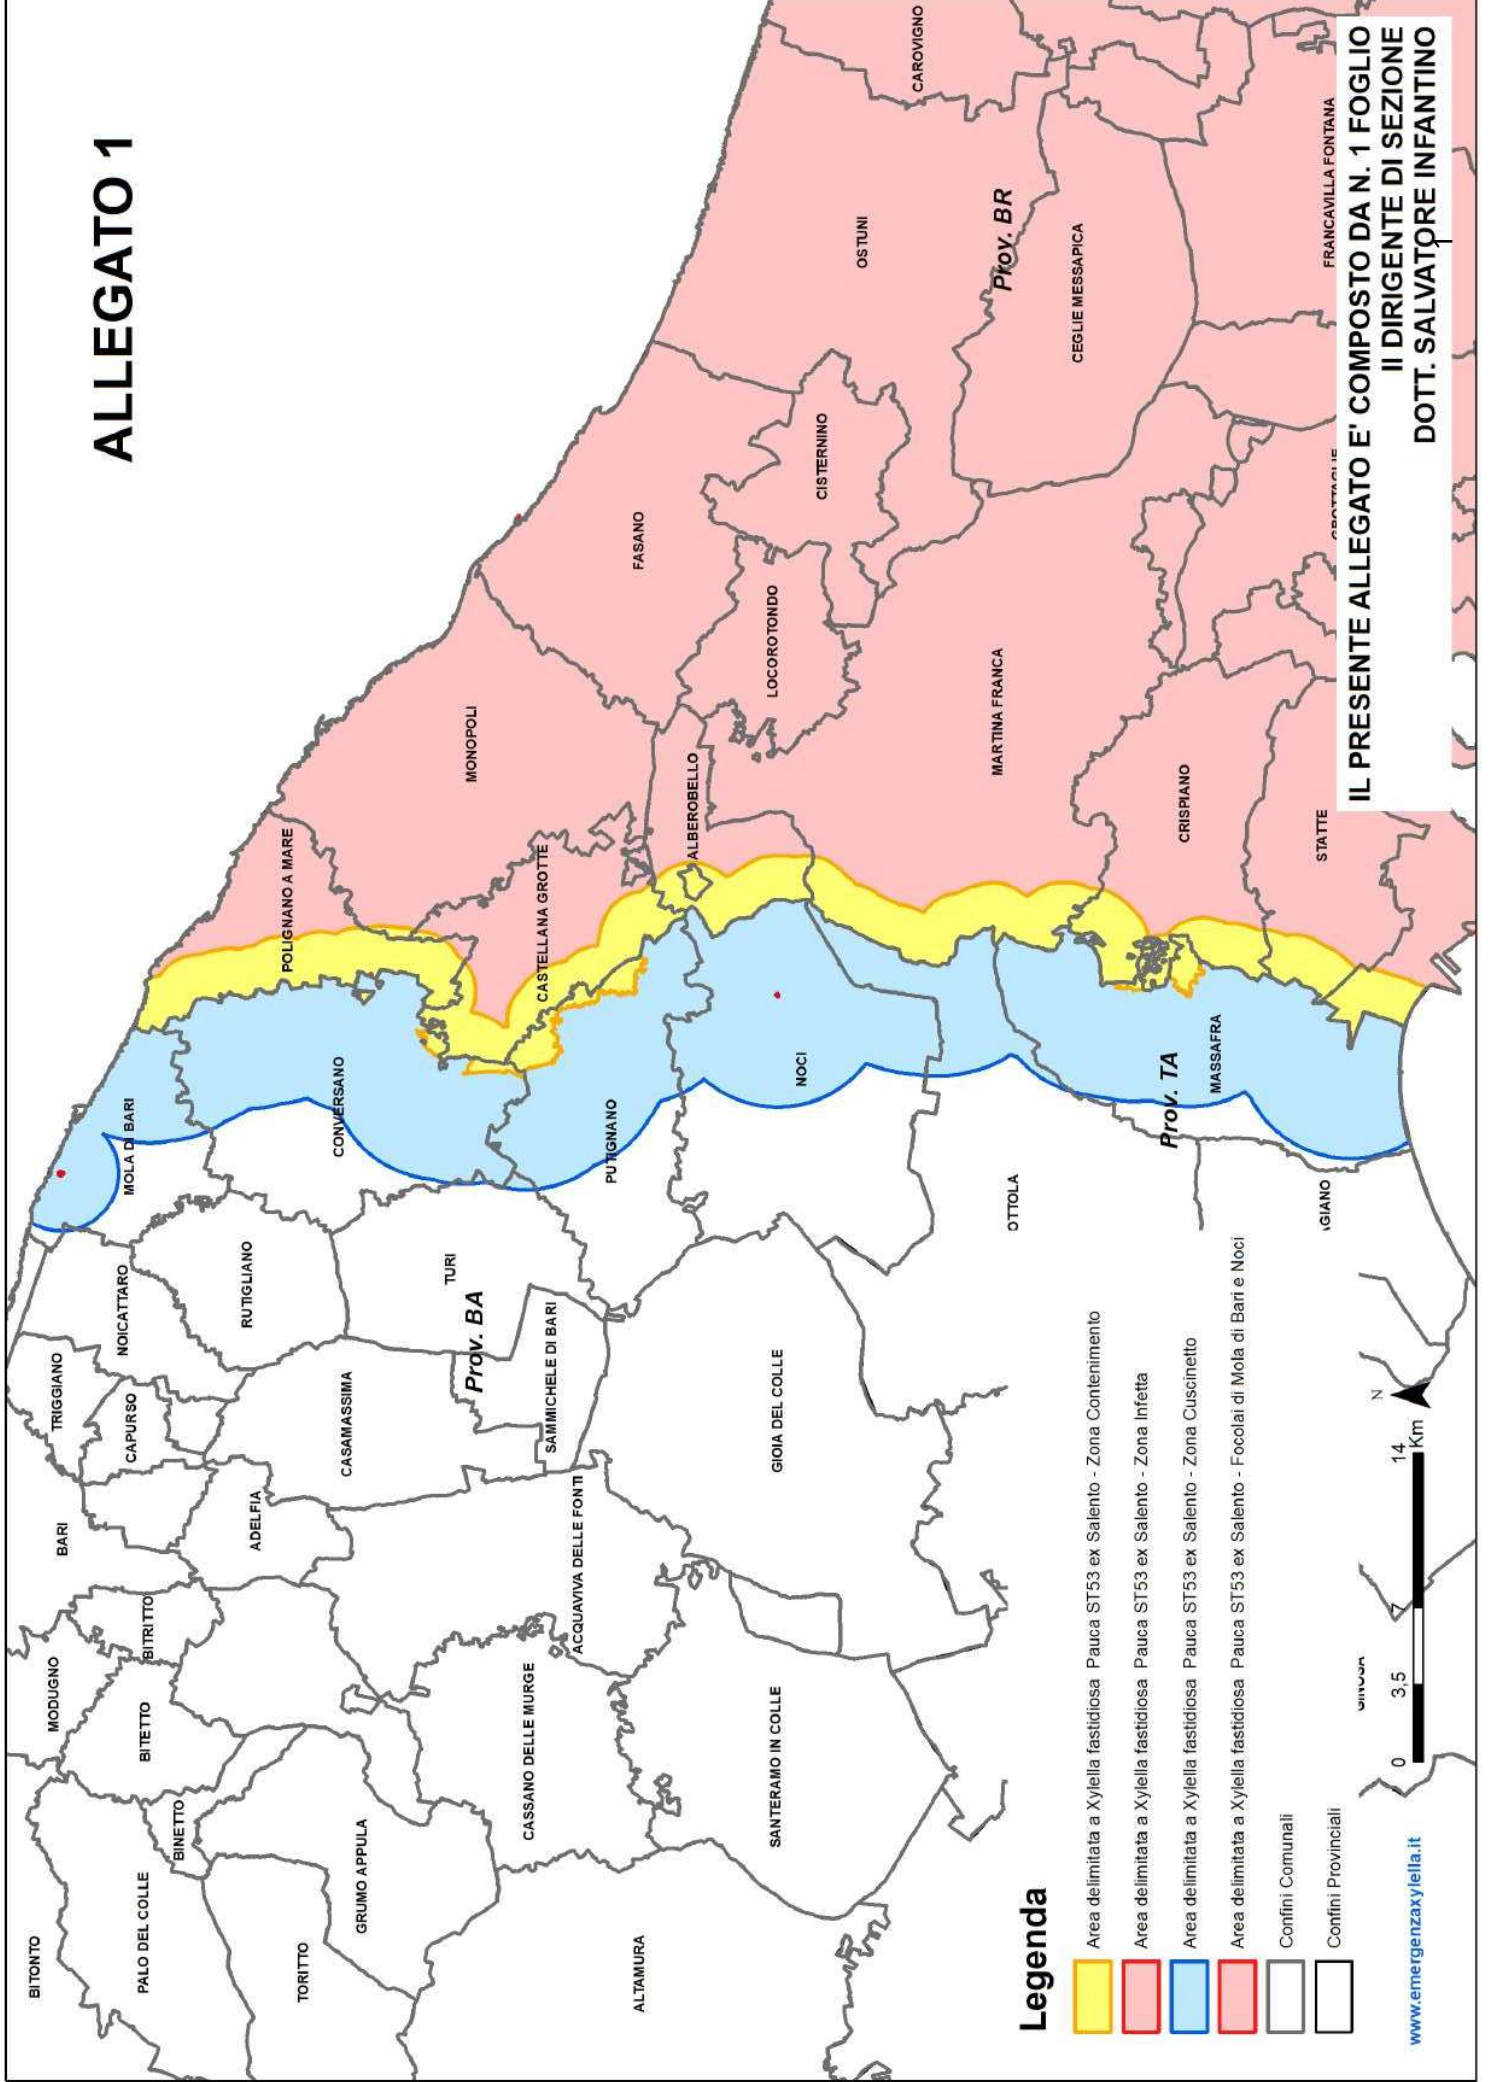 ALLEGATO 1
BITONTO
MODUGNO
BARI
TRIGGIANO
PALO DEL COLLE
BINETTO
BITETTO
BITRITTO
CAPURSO
NOICATTARO
MOLA DI BARI
TORITTO
GRUMO APPULA
ADELFIA
CASAMASSIMA
RUTIGLIANO
CONVERSANO
POLIGNANO A MARE
TURI
Prov. BA
SAMMICHELE DI BARI
ACQUAVIVA DELLE FONTI
CASSANO DELLE MURGE
ALTAMURA
SANTERAMO IN COLLE
GIOIA DEL COLLE
PUTIGNANO
CASTELLANA GROTTE
MONOPOLI
FASANO
NOCI
ALBEROBELLO
LOCOROTONDO
CISTERNINO
OSTUNI
CAROVIGNO
Prov. BR
CEGLIE MESSAPICA
MARTINA FRANCA
OTTOLA
Prov. TA
MASSAFRA
CRISPIANO
STATTE
FRANCAVILLA FONTANA
GIANO
Legenda
Area delimitata a Xylella fastidiosa Pauca ST53 ex Salento - Zona Contenimento
Area delimitata a Xylella fastidiosa Pauca ST53 ex Salento - Zona Infetta
Area delimitata a Xylella fastidiosa Pauca ST53 ex Salento - Zona Cuscinetto
Area delimitata a Xylella fastidiosa Pauca ST53 ex Salento - Focolai di Mola di Bari e Noci
Confini Comunali
Confini Provinciali
www.emergenzaxylella.it
0 3,5 7 14
Km
N
IL PRESENTE ALLEGATO E' COMPOSTO DA N. 1 FOGLIO
Il DIRIGENTE DI SEZIONE
DOTT. SALVATORE INFANTINO
1